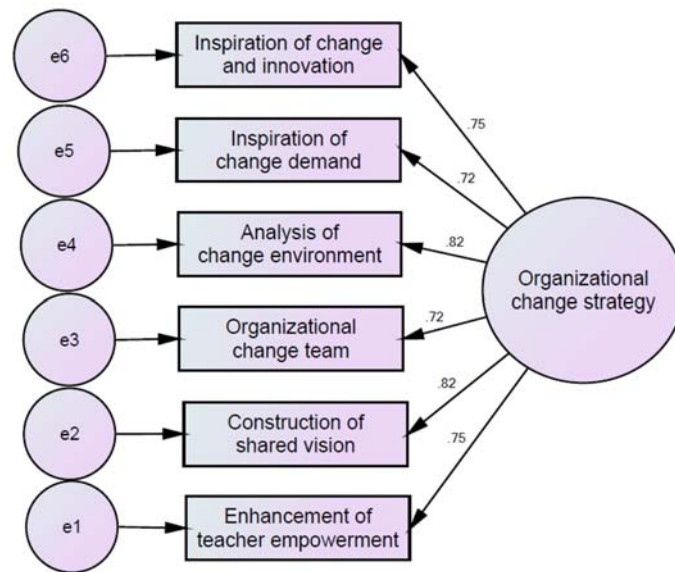 e6
Inspiration of change
and innovation
.75
e5
Inspiration of
change demand
.72
e4
Analysis of
change environment
.82
Organizational
change strategy
e3
Organizational
change team
.72
e2
Construction of
shared vision
.82
e1
Enhancement of
teacher empowerment
.75